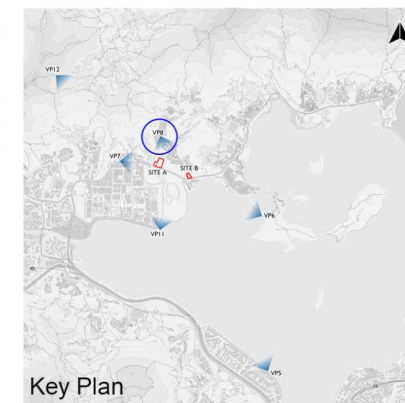 VP12
VP8
VP7
SITE A
SITE B
VP6
VP11
VP5
Key Plan